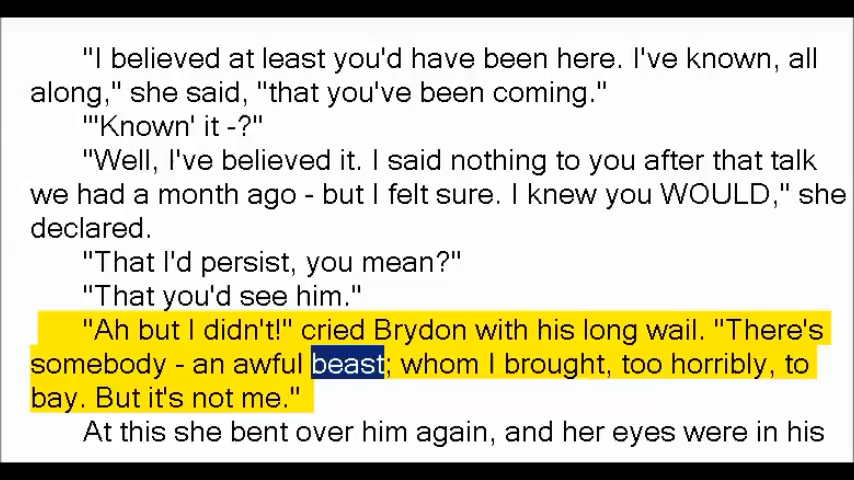 "I believed at least you'd have been here. I've known, all
along," she said, "that you've been coming."
"'Known' it -?"
"Well, I've believed it. I said nothing to you after that talk
we had a month ago - but I felt sure. I knew you WOULD," she
declared.
"That I'd persist, you mean?"
"That you'd see him."
"Ah but I didn't!" cried Brydon with his long wail. "There's
somebody - an awful beast; whom I brought, too horribly, to
bay. But it's not me."
At this she bent over him again, and her eyes were in his